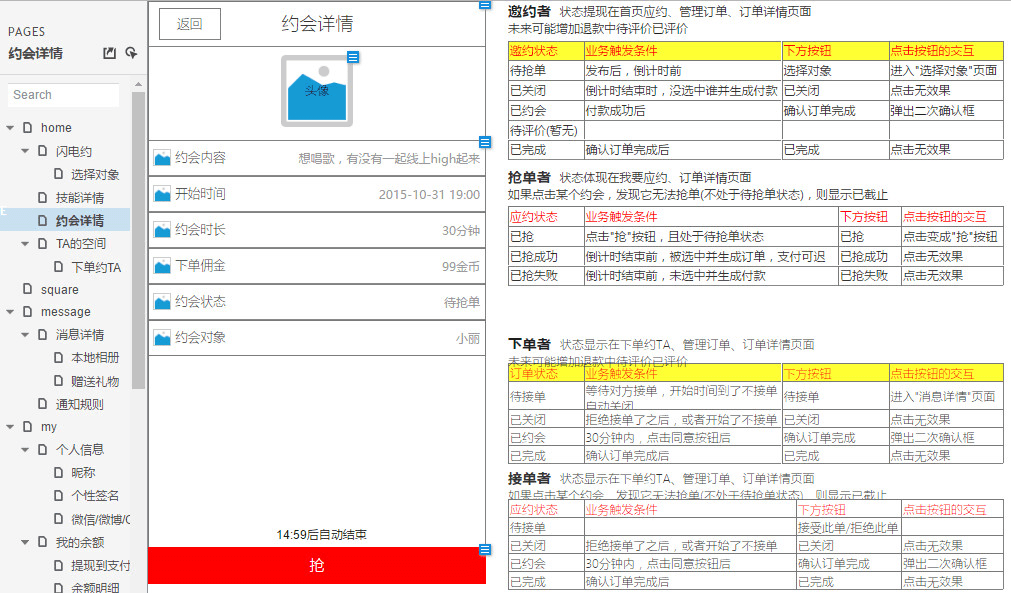 PAGES
约会详情
Search
home
闪电约
选择对象
技能详情
约会详情
TA的空间
下单约TA
square
message
消息详情
本地相册
赠送礼物
通知规则
my
个人信息
昵称
个性签名
微信/微博/
我的余额
提现到支付
余额明细
返回
约会详情
头像
约会内容 想唱歌，有没有一起线上high起来
开始时间 2015-10-31 19:00
约会时长 30分钟
下单佣金 99金币
约会状态 待抢单
约会对象 小丽
14:59后自动结束
抢
邀约者 状态提现在首页应约、管理订单、订单详情页面
未来可能增加退款中待评价已评价
邀约状态 业务触发条件 下方按钮 点击按钮的交互
待抢单 发布后，倒计时前 选择对象 进入"选择对象"页面
已关闭 倒计时结束时，没选中谁并生成付款 已关闭 点击无效果
已约会 付款成功后 确认订单完成 弹出二次确认框
待评价(暂无)
已完成 确认订单完成后 已完成 点击无效果
抢单者 状态体现在我要应约、订单详情页面
如果点击某个约会，发现它无法抢单(不处于待抢单状态)，则显示已截止
应约状态 业务触发条件 下方按钮 点击按钮的交互
已抢 点击"抢"按钮，且处于待抢单状态 已抢 点击变成"抢"按钮
已抢成功 倒计时结束前，被选中并生成订单，支付可迟 已抢成功 点击无效果
已抢失败 倒计时结束前，未选中并生成付款 已抢失败 点击无效果
下单者 状态显示在下单约TA、管理订单、订单详情页面
未来可能增加退款中待评价已评价
订单状态 业务触发条件 下方按钮 点击按钮的交互
待接单 等待对方接单，开始时间到了不接单 待接单 进入"消息详情"页面
自动关闭
已关闭 拒绝接单了之后，或者开始了不接单 已关闭 点击无效果
已约会 30分钟内，点击同意按钮后 确认订单完成 弹出二次确认框
已完成 确认订单完成后 已完成 点击无效果
接单者 状态显示在下单约TA、管理订单、订单详情页面
如果点击某个约会，发现它无法抢单(不处于待抢单状态)，则显示已截止
应约状态 业务触发条件 下方按钮 点击按钮的交互
待接单 接受此单/拒绝此单
已关闭 拒绝接单了之后，或者开始了不接单 已关闭 点击无效果
已约会 30分钟内，点击同意按钮后 确认订单完成 弹出二次确认框
已完成 确认订单完成后 已完成 点击无效果